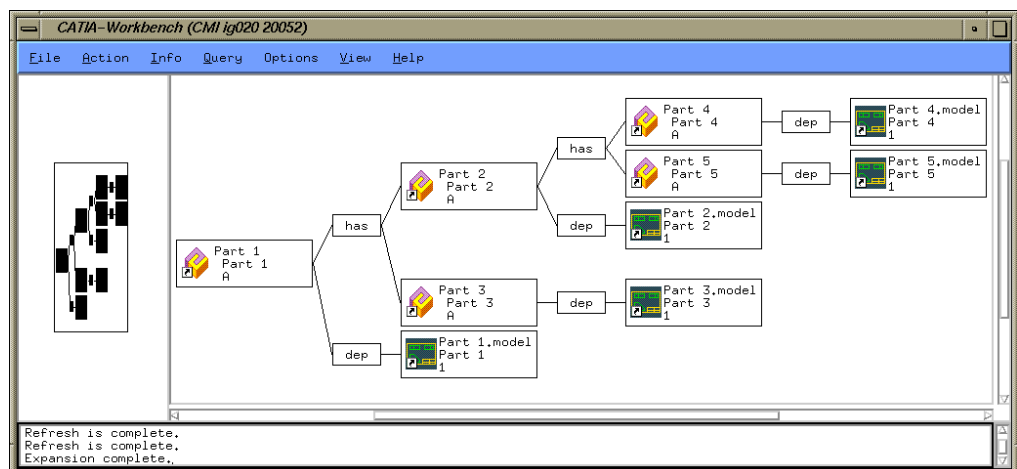 CATIA-Workbench (CMI ig020 20052)
File Action Info Query Options View Help
Part 4
Part 4
A
dep
Part 4.model
Part 4
1
has
Part 5
Part 5
A
dep
Part 5.model
Part 5
1
Part 2
Part 2
A
dep
Part 2.model
Part 2
1
has
Part 1
Part 1
A
Part 3
Part 3
A
dep
Part 3.model
Part 3
1
dep
Part 1.model
Part 1
1
Refresh is complete.
Refresh is complete.
Expansion complete.